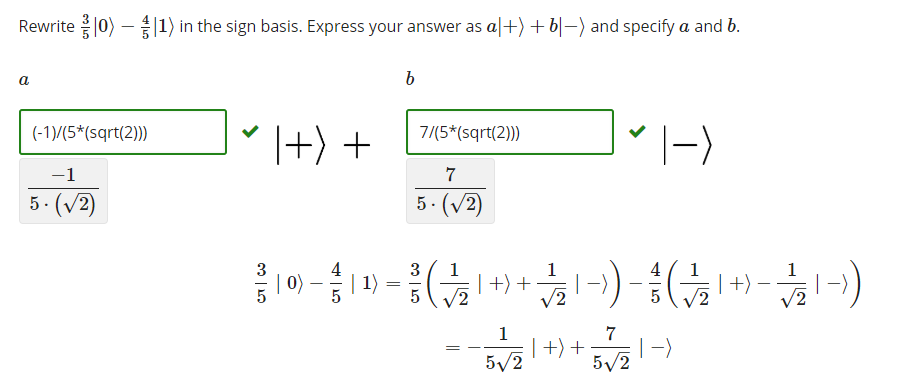 Rewrite 3/5|0⟩ − 4/5|1⟩ in the sign basis. Express your answer as a|+⟩ + b|−⟩ and specify a and b.
a b
(-1)/(5*(sqrt(2))) ✔ |+⟩ + 7/(5*(sqrt(2))) ✔ |−⟩
−1/(5·(√2)) 7/(5·(√2))
3/5 | 0⟩ − 4/5 | 1⟩ = 3/5 (1/√2 | +⟩ + 1/√2 | −⟩) − 4/5 (1/√2 | +⟩ − 1/√2 | −⟩)
= − 1/(5√2) | +⟩ + 7/(5√2) | −⟩